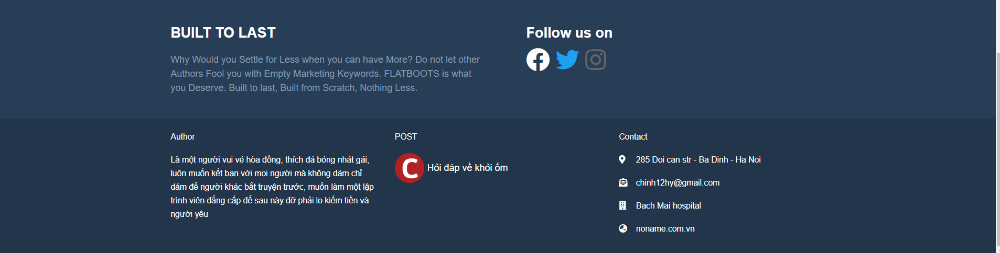 BUILT TO LAST
Why Would you Settle for Less when you can have More? Do not let other
Authors Fool you with Empty Marketing Keywords. FLATBOOTS is what
you Deserve. Built to last, Built from Scratch, Nothing Less.
Follow us on
Author
Là một người vui vẻ hòa đồng, thích đá bóng nhát gái,
luôn muốn kết bạn với mọi người mà không dám chỉ
dám để người khác bắt truyện trước, muốn làm một lập
trình viên đẳng cấp để sau này đỡ phải lo kiếm tiền và
người yêu
POST
C
Hỏi đáp về khỏi ốm
Contact
285 Doi can str - Ba Dinh - Ha Noi
chinh12hy@gmail.com
Bach Mai hospital
noname.com.vn